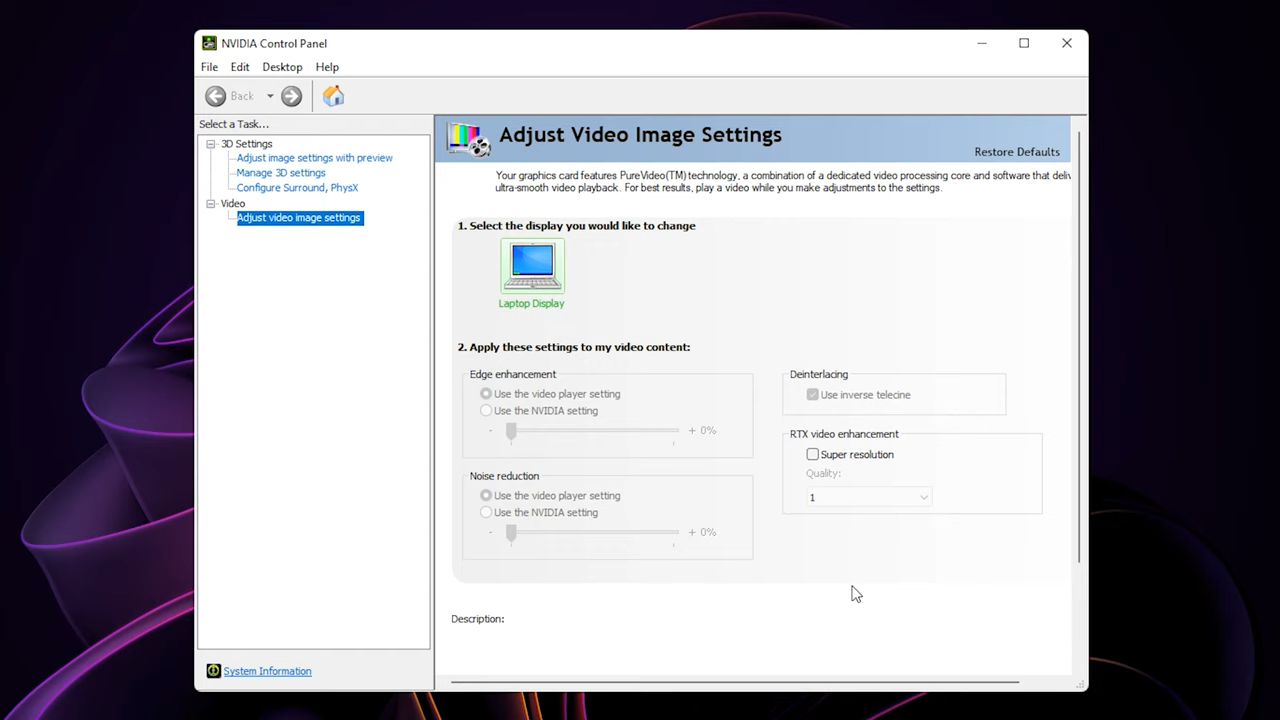 NVIDIA Control Panel
File Edit Desktop Help
Back
Select a Task...
3D Settings
Adjust image settings with preview
Manage 3D settings
Configure Surround, PhysX
Video
Adjust video image settings
System Information
Adjust Video Image Settings
Restore Defaults
Your graphics card features PureVideo(TM) technology, a combination of a dedicated video processing core and software that
ultra-smooth video playback. For best results, play a video while you make adjustments to the settings.
1. Select the display you would like to change
Laptop Display
2. Apply these settings to my video content:
Edge enhancement
Use the video player setting
Use the NVIDIA setting
- + 0%
Noise reduction
Use the video player setting
Use the NVIDIA setting
- + 0%
Deinterlacing
Use inverse telecine
RTX video enhancement
Super resolution
Quality:
1
Description: